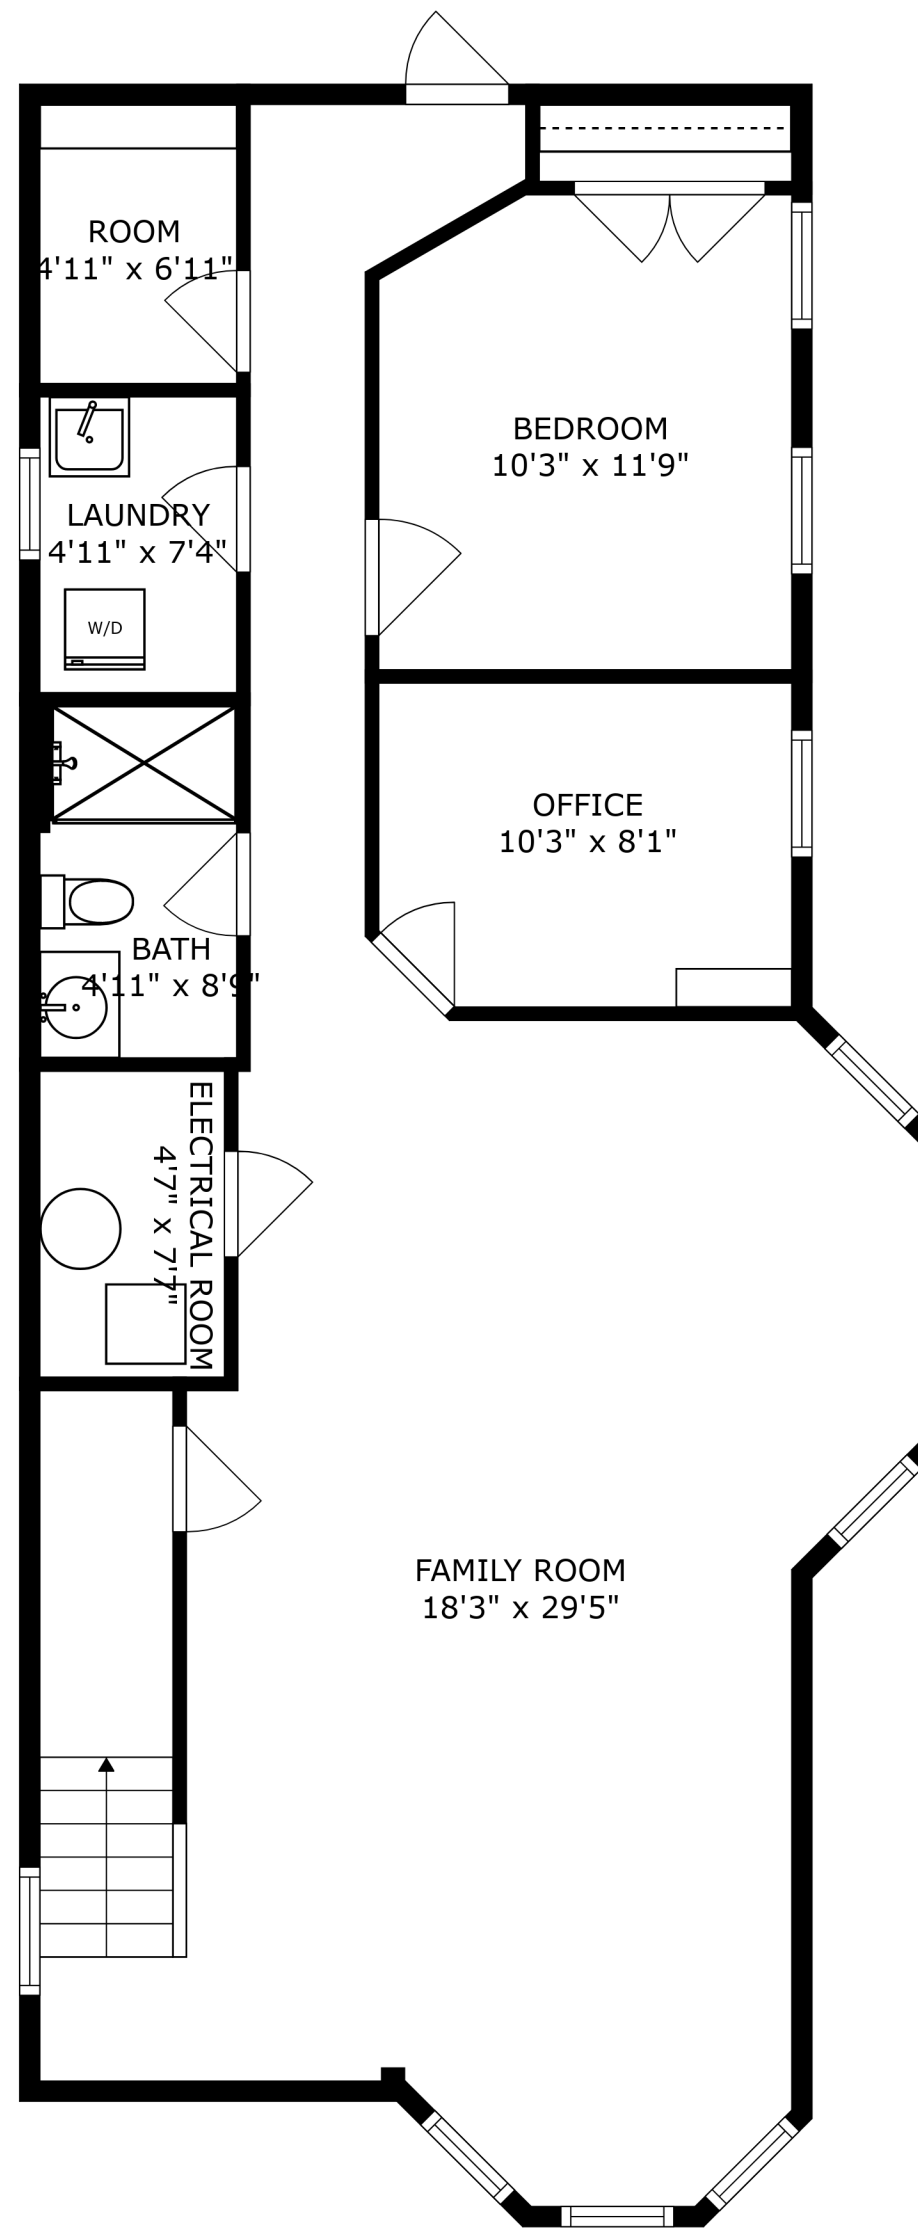 ROOM
4'11" x 6'11"
BEDROOM
10'3" x 11'9"
LAUNDRY
4'11" x 7'4"
W/D
OFFICE
10'3" x 8'1"
BATH
4'11" x 8'9"
ELECTRICAL ROOM
4'7" x 7'7"
FAMILY ROOM
18'3" x 29'5"